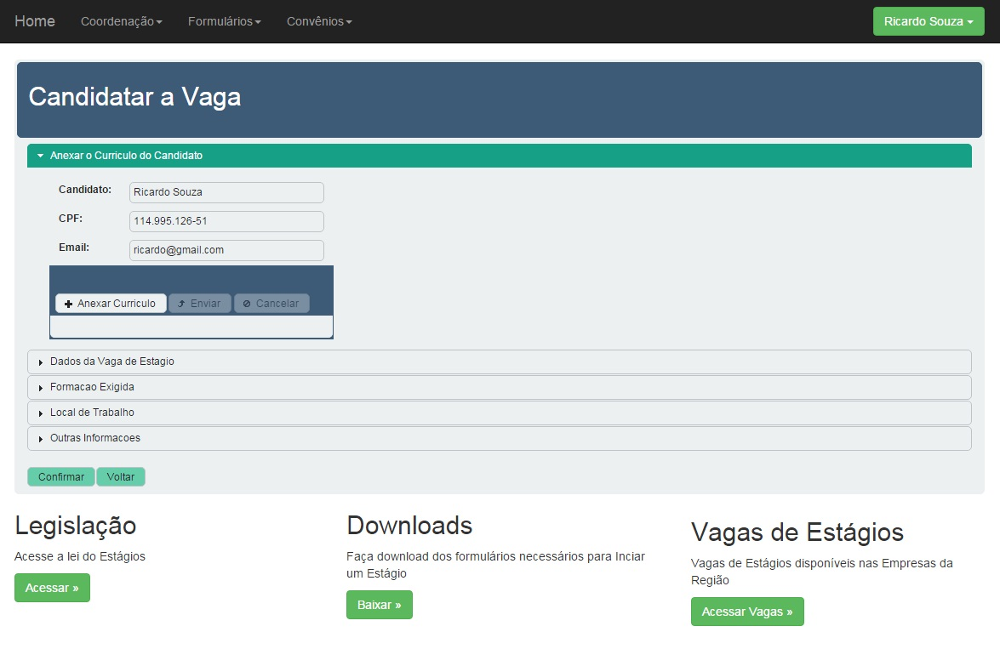 Home Coordenação Formulários Convênios Ricardo Souza
Candidatar a Vaga
Anexar o Curriculo do Candidato
Candidato: Ricardo Souza
CPF: 114.995.126-51
Email: ricardo@gmail.com
Anexar Curriculo Enviar Cancelar
Dados da Vaga de Estagio
Formacao Exigida
Local de Trabalho
Outras Informacoes
Confirmar Voltar
Legislação
Acesse a lei do Estágios
Acessar »
Downloads
Faça download dos formulários necessários para Inciar
um Estágio
Baixar »
Vagas de Estágios
Vagas de Estágios disponíveis nas Empresas da
Região
Acessar Vagas »